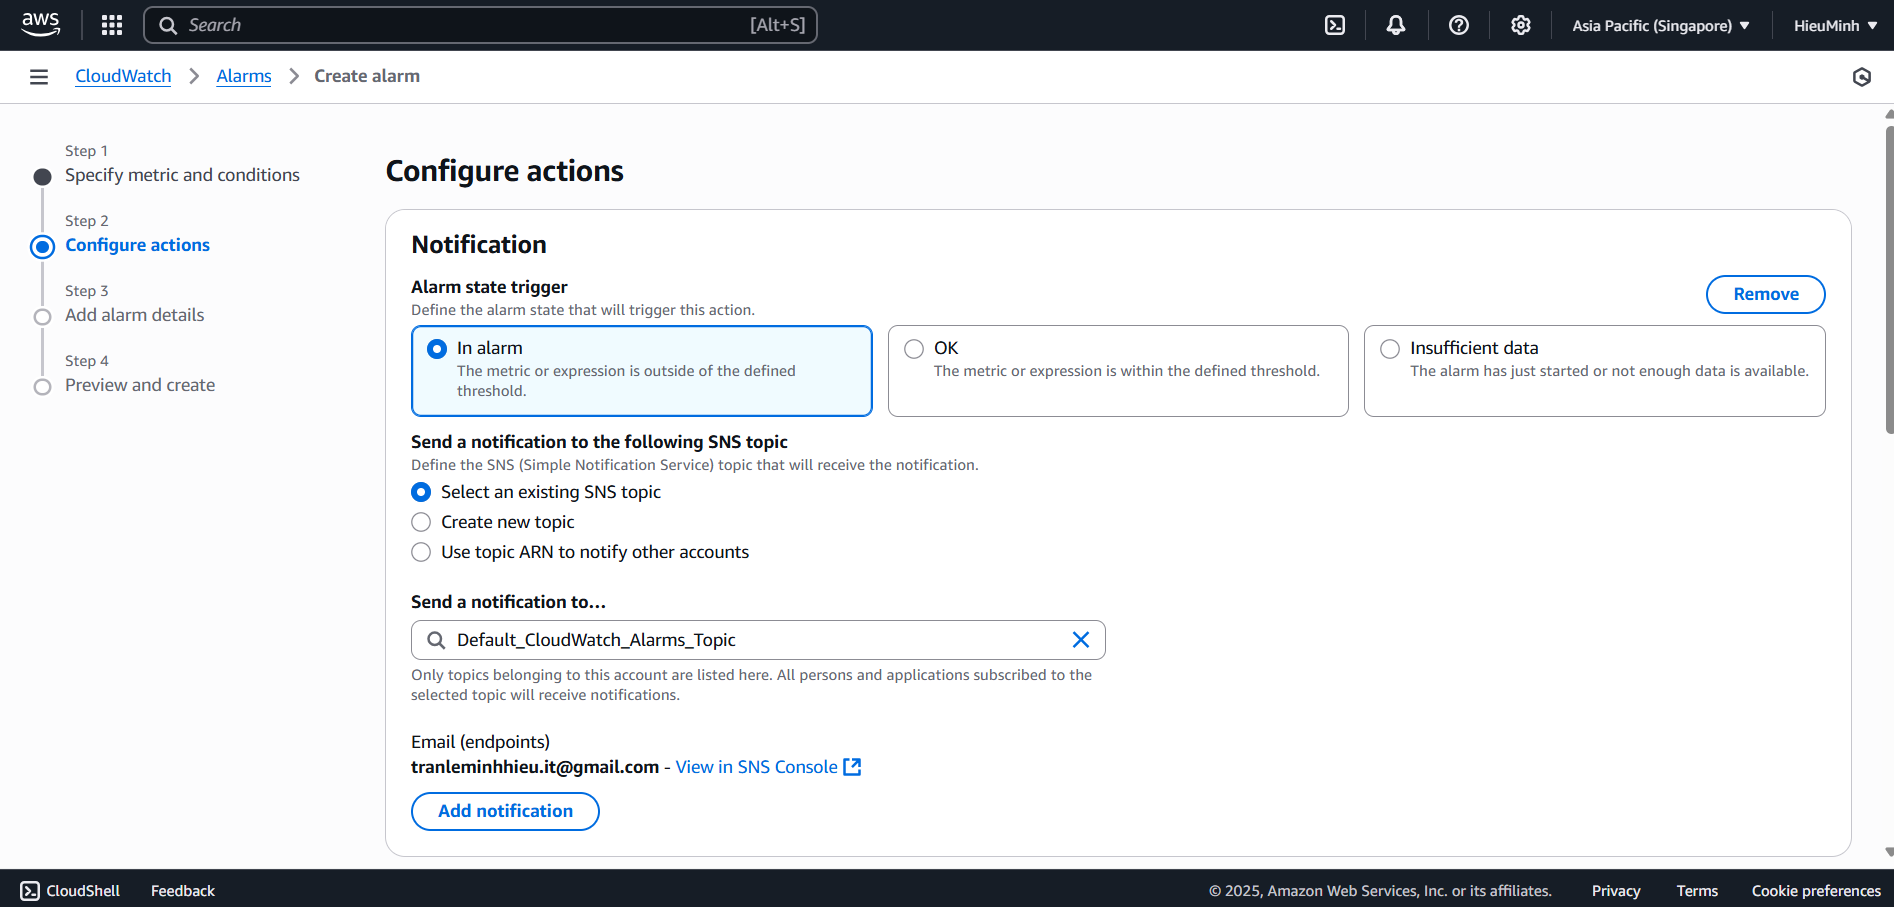 aws
Search
[Alt+S]
Asia Pacific (Singapore)
HieuMinh
CloudWatch
Alarms
Create alarm
Step 1
Specify metric and conditions
Step 2
Configure actions
Step 3
Add alarm details
Step 4
Preview and create
Configure actions
Notification
Alarm state trigger
Define the alarm state that will trigger this action.
Remove
In alarm
The metric or expression is outside of the defined
threshold.
OK
The metric or expression is within the defined threshold.
Insufficient data
The alarm has just started or not enough data is available.
Send a notification to the following SNS topic
Define the SNS (Simple Notification Service) topic that will receive the notification.
Select an existing SNS topic
Create new topic
Use topic ARN to notify other accounts
Send a notification to…
Default_CloudWatch_Alarms_Topic
Only topics belonging to this account are listed here. All persons and applications subscribed to the
selected topic will receive notifications.
Email (endpoints)
tranleminhhieu.it@gmail.com - View in SNS Console
Add notification
CloudShell
Feedback
© 2025, Amazon Web Services, Inc. or its affiliates.
Privacy
Terms
Cookie preferences